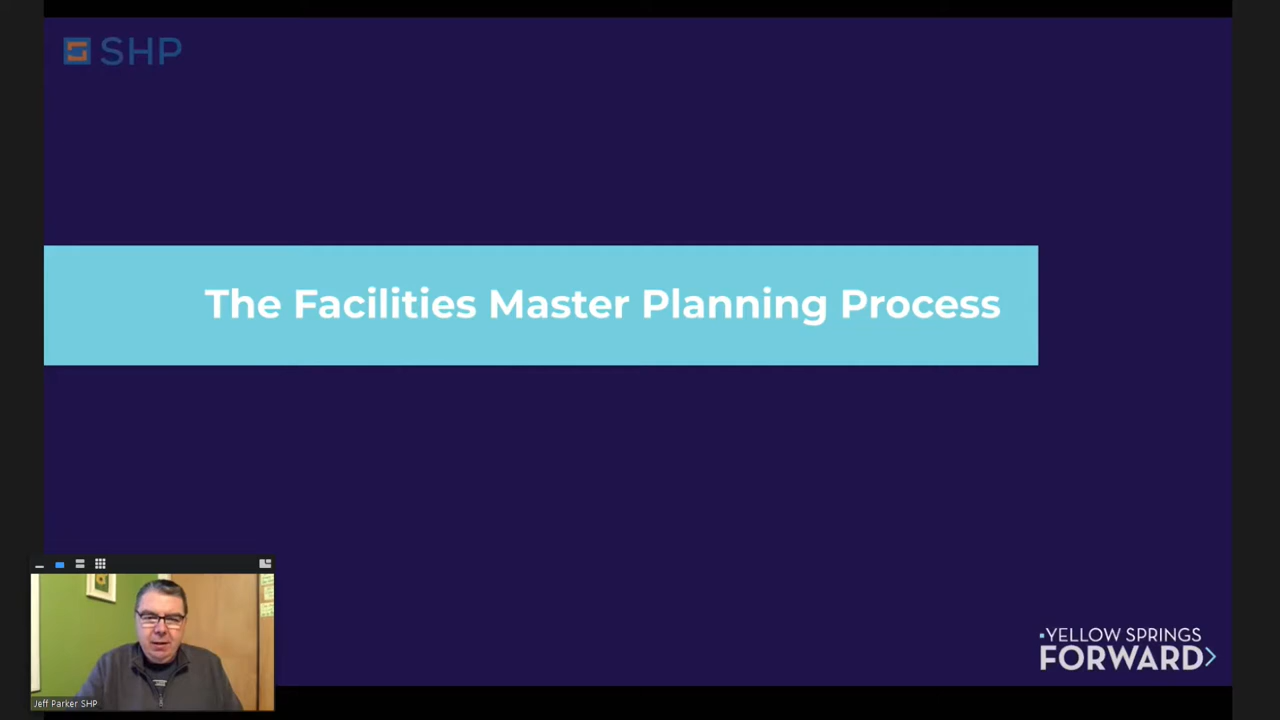 SHP
The Facilities Master Planning Process
YELLOW SPRINGS
FORWARD
Jeff Parker SHP